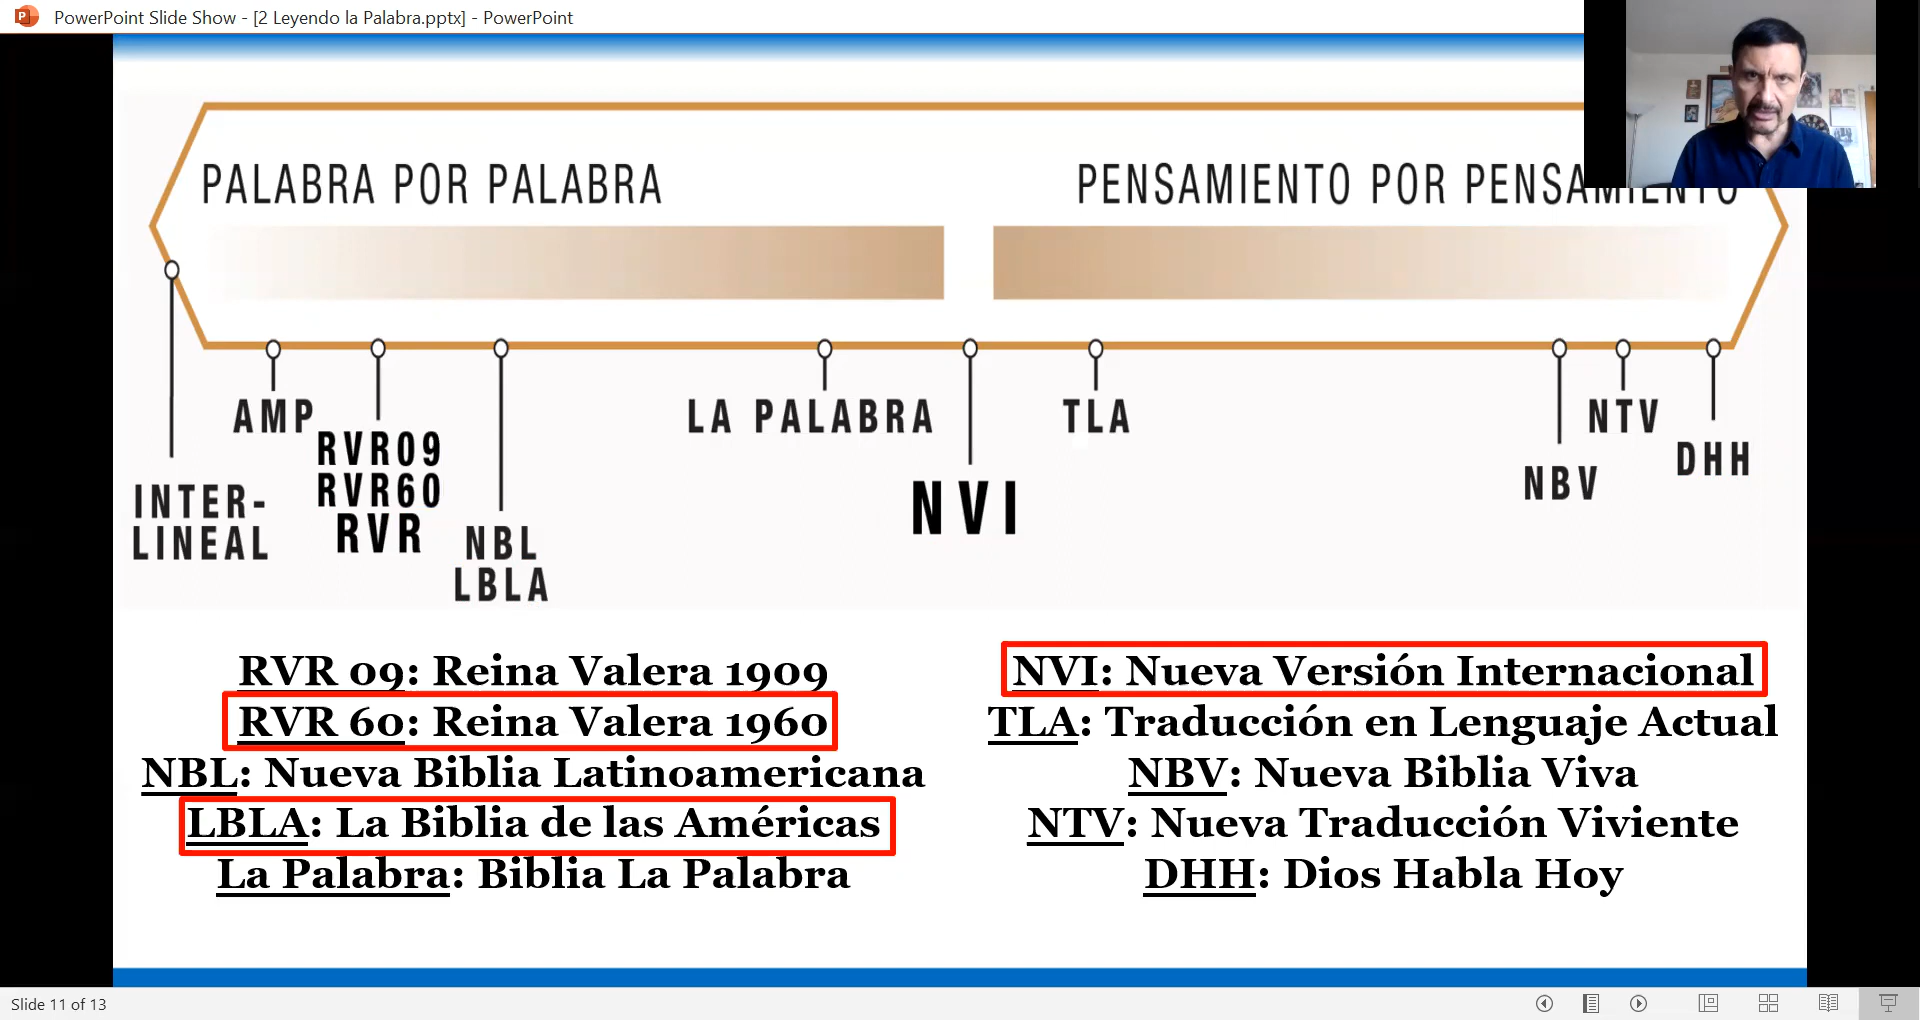 PowerPoint Slide Show - [2 Leyendo la Palabra.pptx] - PowerPoint
PALABRA POR PALABRA
PENSAMIENTO POR PENSAMIENTO
INTER-
LINEAL
AMP
RVR09
RVR60
RVR
NBL
LBLA
LA PALABRA
NVI
TLA
NBV
NTV
DHH
RVR 09: Reina Valera 1909
RVR 60: Reina Valera 1960
NBL: Nueva Biblia Latinoamericana
LBLA: La Biblia de las Américas
La Palabra: Biblia La Palabra
NVI: Nueva Versión Internacional
TLA: Traducción en Lenguaje Actual
NBV: Nueva Biblia Viva
NTV: Nueva Traducción Viviente
DHH: Dios Habla Hoy
Slide 11 of 13